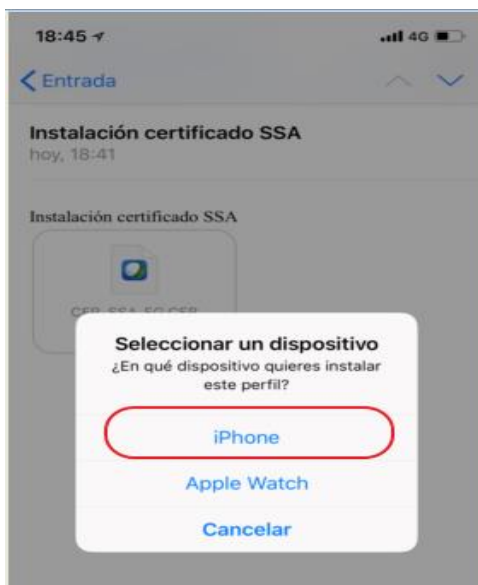 18:45
4G
Entrada
Instalación certificado SSA
hoy, 18:41
Instalación certificado SSA
Seleccionar un dispositivo
¿En qué dispositivo quieres instalar
este perfil?
iPhone
Apple Watch
Cancelar